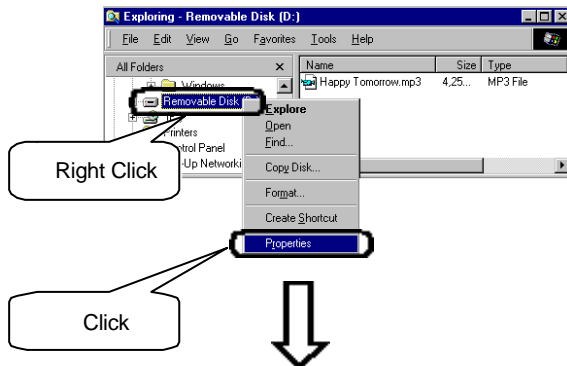 Exploring - Removable Disk (D:)
File Edit View Go Favorites Tools Help
All Folders × Name Size Type
Windows
Happy Tomorrow.mp3 4,25... MP3 File
Removable Disk
Explore
Open
Printers
Find...
Right Click
Copy Disk...
Format...
Create Shortcut
Properties
Click